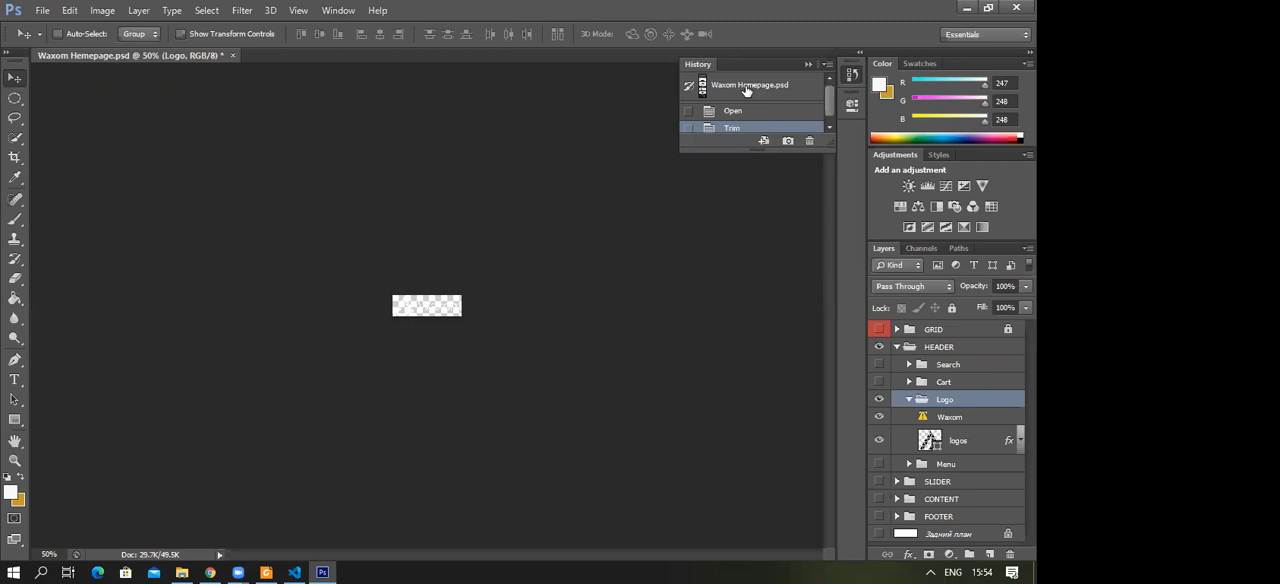 Ps File Edit Image Layer Type Select Filter 3D View Window Help
Auto-Select: Group Show Transform Controls 3D Mode: Essentials
Waxom Hemepage.psd @ 50% (Logo, RGB/8) * ×
History
Waxom Homepage.psd
Open
Trim
Color Swatches
R 247
G 248
B 248
Adjustments Styles
Add an adjustment
Layers Channels Paths
Kind
Pass Through Opacity: 100%
Lock: Fill: 100%
GRID
HEADER
Search
Cart
Logo
Waxom
logos fx
Menu
SLIDER
CONTENT
FOOTER
Задний план
fx
50% Doc: 29.7K/49.5K
Ps ENG 15:54